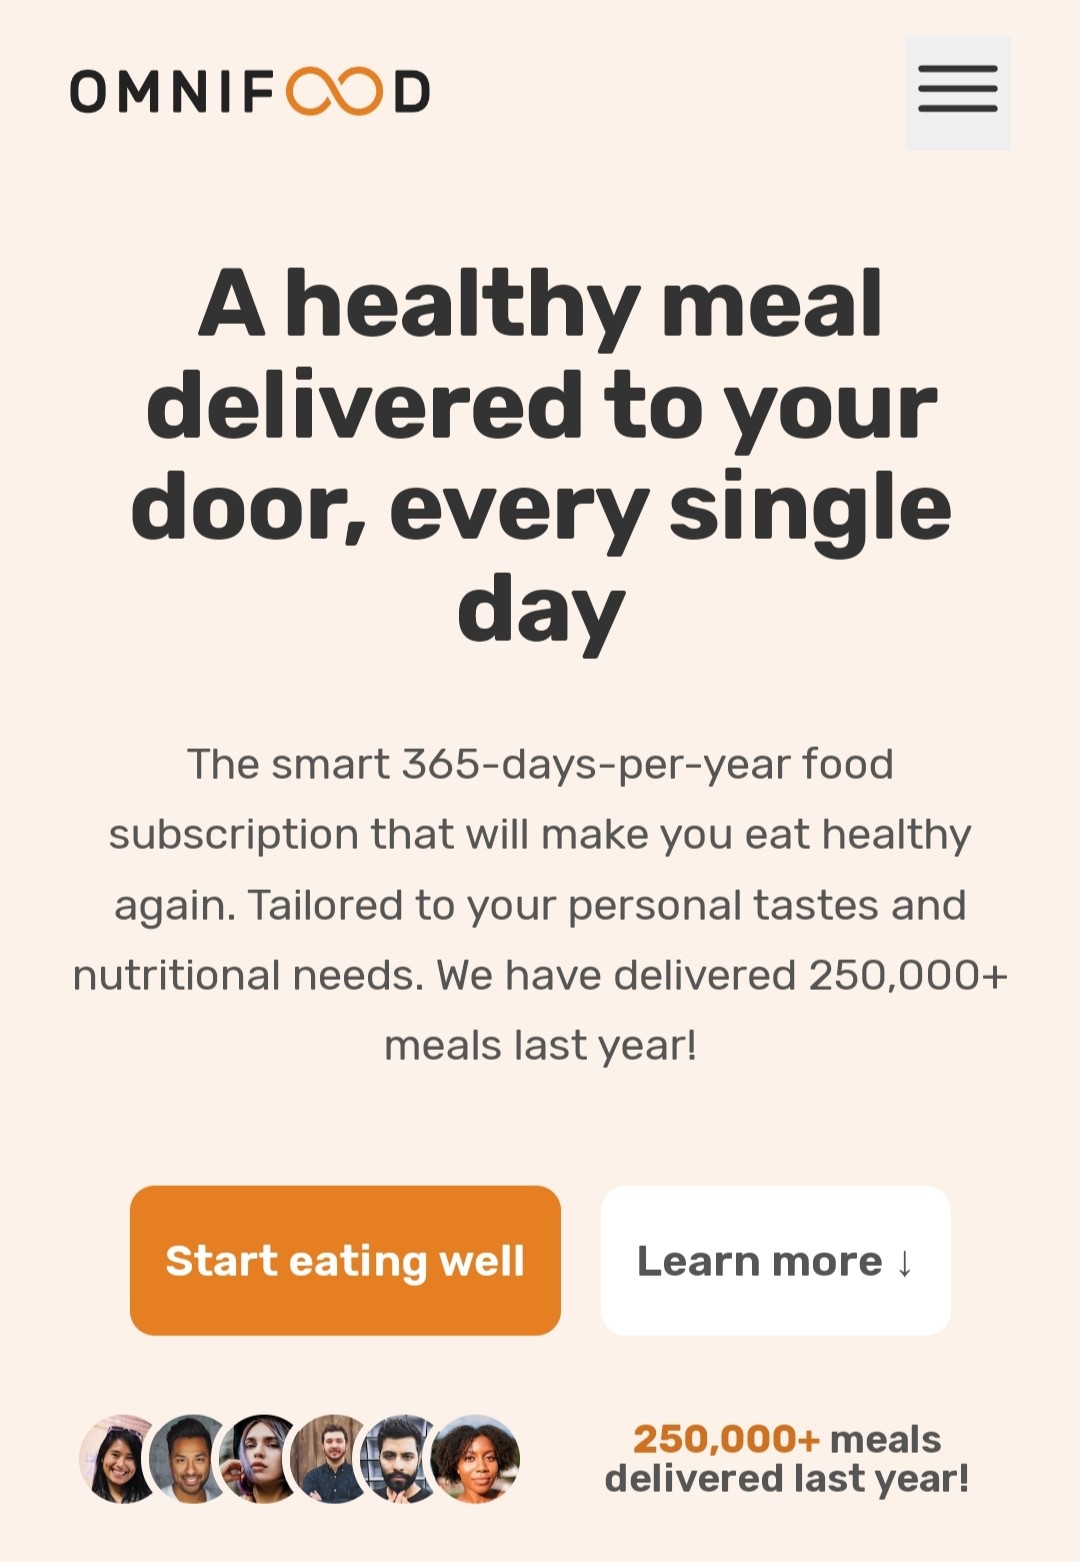 OMNIFOOD
A healthy meal
delivered to your
door, every single
day
The smart 365-days-per-year food
subscription that will make you eat healthy
again. Tailored to your personal tastes and
nutritional needs. We have delivered 250,000+
meals last year!
Start eating well
Learn more ↓
250,000+ meals
delivered last year!